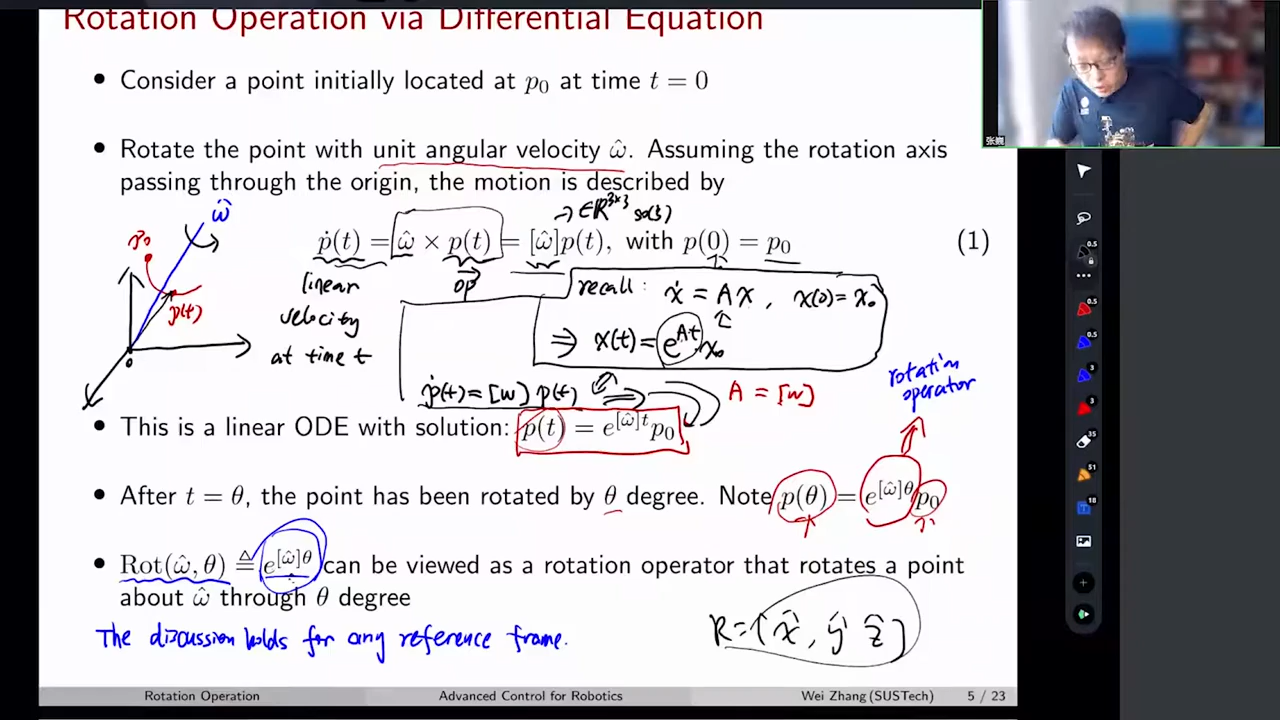 Rotation Operation via Differential Equation
• Consider a point initially located at p₀ at time t = 0
• Rotate the point with unit angular velocity ω̂. Assuming the rotation axis
passing through the origin, the motion is described by
→ ∈ℝ³ˣ³ so(3)
ω̂
p₀
p(t)
o
ṗ(t) = ω̂ × p(t) = [ω̂]p(t), with p(0) = p₀ (1)
linear
velocity
at time t
op
recall: ẋ = Ax, x(0) = x₀
⇒ x(t) = e^{At} x₀
ṗ(t) = [w] p(t) ⇒ A = [w]
rotation
operator
• This is a linear ODE with solution: p(t) = e^{[ω̂]t}p₀
• After t = θ, the point has been rotated by θ degree. Note p(θ) = e^{[ω̂]θ}p₀
• Rot(ω̂, θ) ≜ e^{[ω̂]θ} can be viewed as a rotation operator that rotates a point
about ω̂ through θ degree
The discussion holds for any reference frame.
R = [x̂, ŷ ẑ]
Rotation Operation Advanced Control for Robotics Wei Zhang (SUSTech) 5 / 23